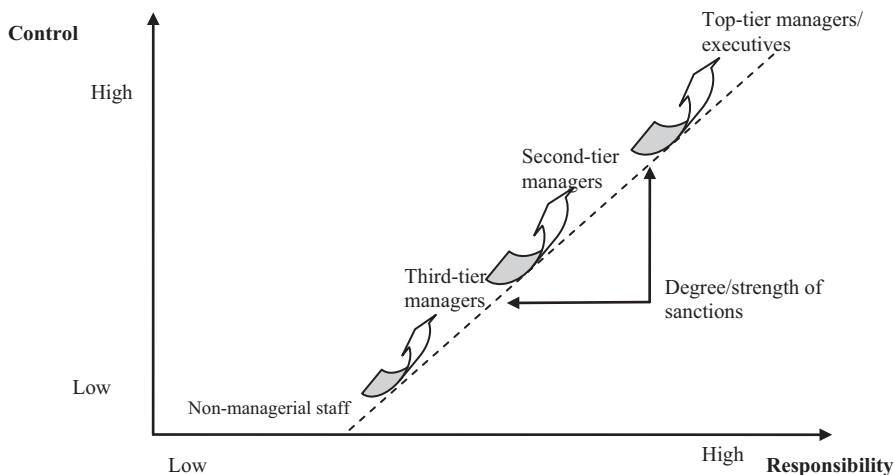 Control
Top-tier managers/
executives
High
Second-tier
managers
Third-tier
managers
Degree/strength of
sanctions
Low
Non-managerial staff
Low
High
Responsibility